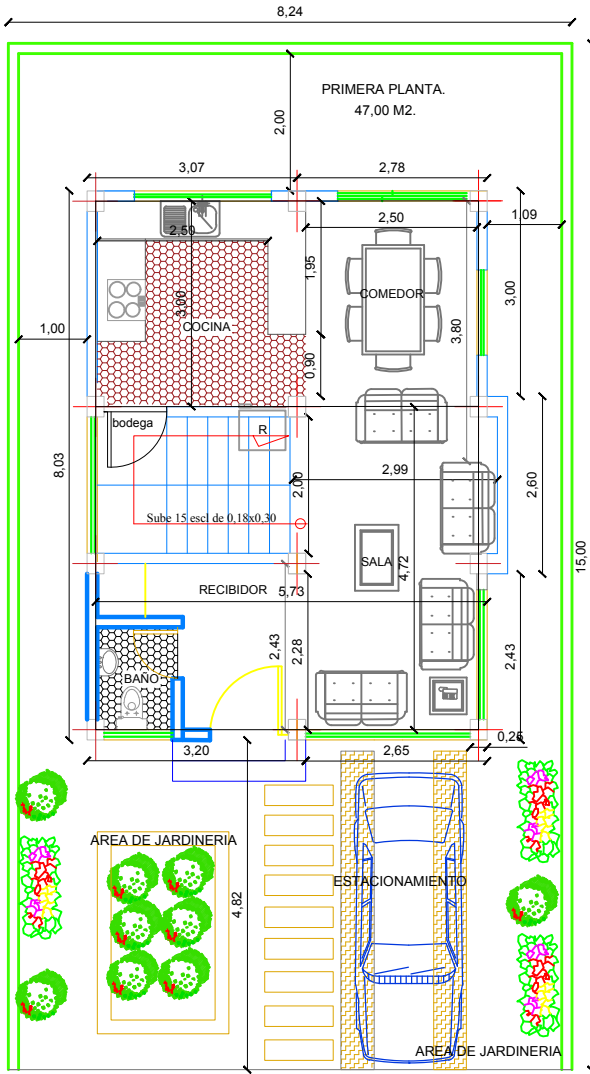 8,24
PRIMERA PLANTA.
47,00 M2.
2,00
3,07
2,78
2,50
2,50
1,09
1,95
3,00
COMEDOR
3,00
COCINA
3,80
1,00
0,90
bodega
R
8,03
2,99
2,00
2,60
Sube 15 escl de 0,18x0,30
15,00
SALA
4,72
RECIBIDOR
5,73
2,43
2,28
2,43
BAÑO
0,26
3,20
2,65
AREA DE JARDINERIA
ESTACIONAMIENTO
4,82
AREA DE JARDINERIA